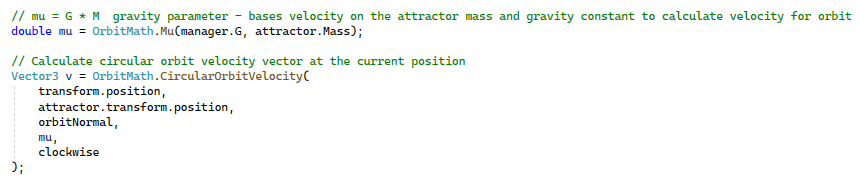 // mu = G * M  gravity parameter - bases velocity on the attractor mass and gravity constant to calculate velocity for orbit
double mu = OrbitMath.Mu(manager.G, attractor.Mass);

// Calculate circular orbit velocity vector at the current position
Vector3 v = OrbitMath.CircularOrbitVelocity(
    transform.position,
    attractor.transform.position,
    orbitNormal,
    mu,
    clockwise
);